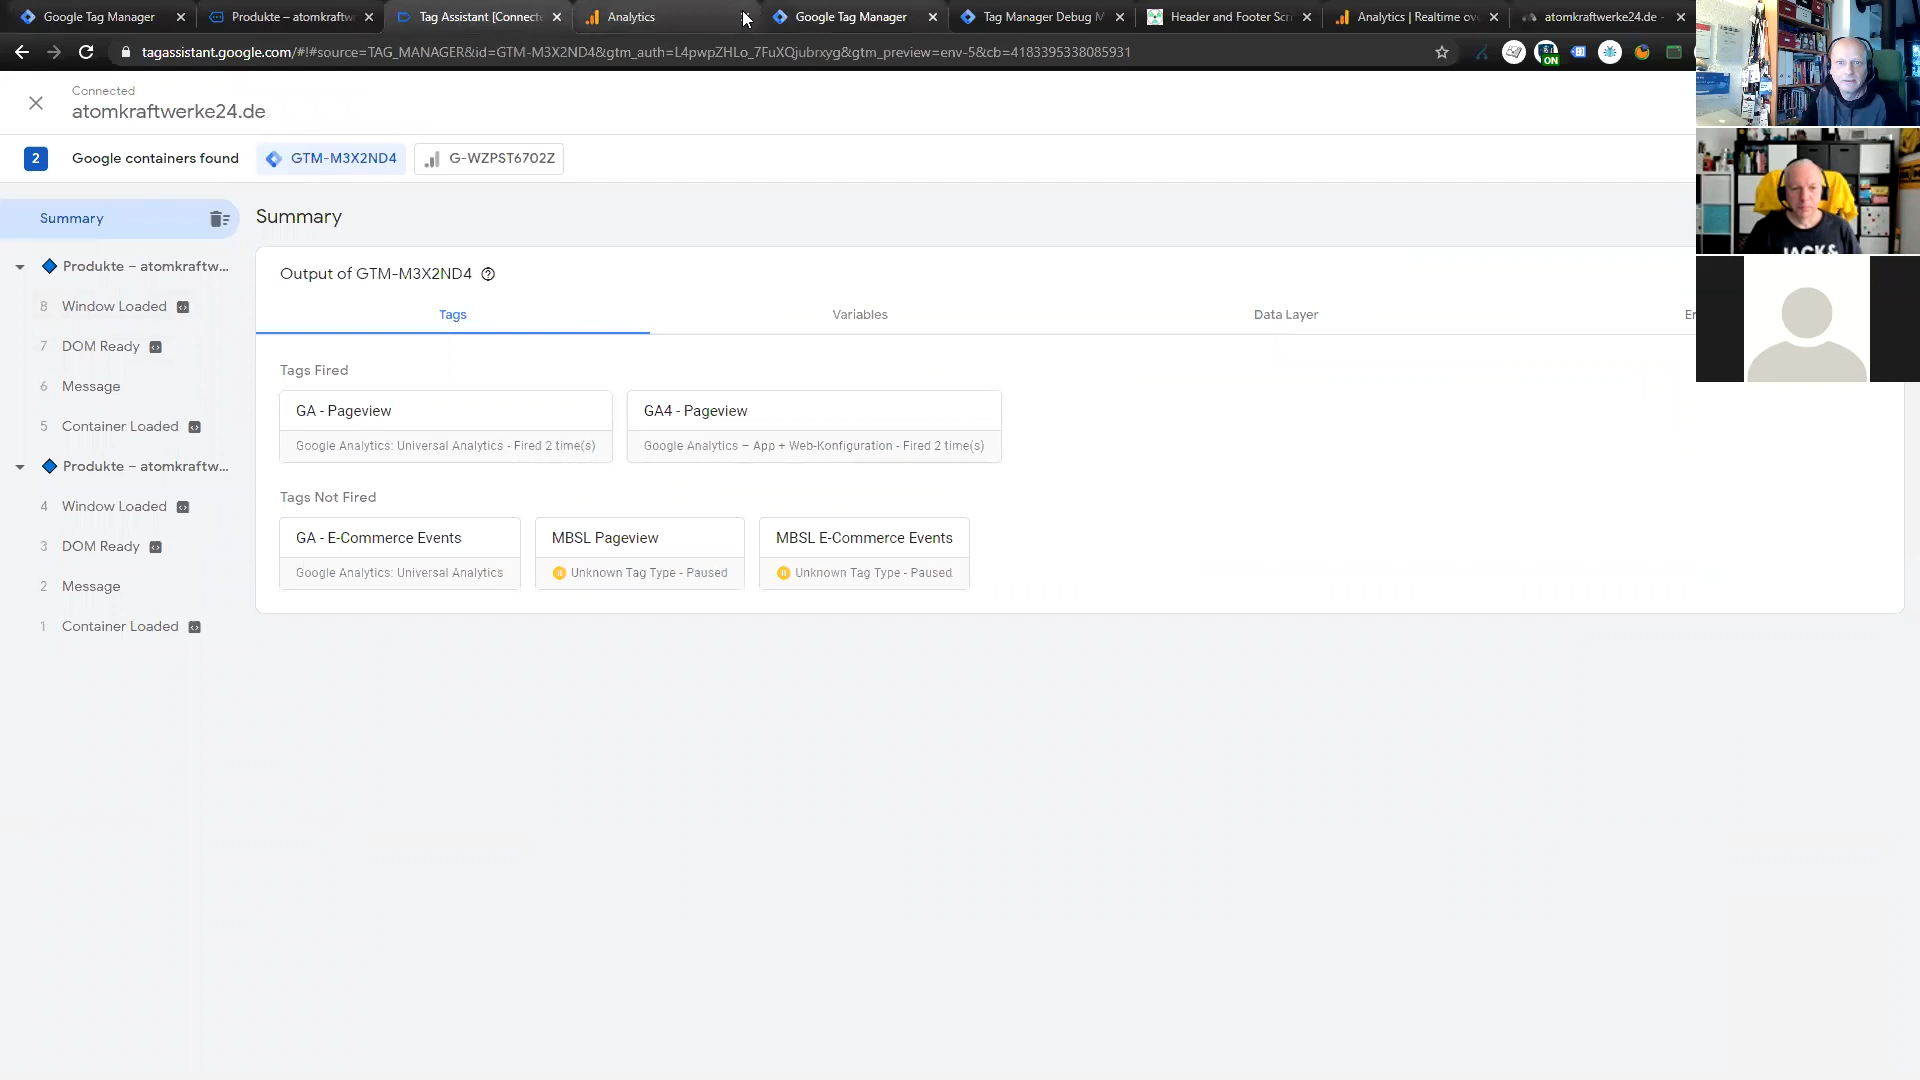 Google Tag Manager
Produkte – atomkraftw
Tag Assistant [Connect
Analytics
Google Tag Manager
Tag Manager Debug M
Header and Footer Scr
Analytics | Realtime ov
atomkraftwerke24.de -
tagassistant.google.com/#!#source=TAG_MANAGER&id=GTM-M3X2ND4&gtm_auth=L4pwpZHLo_7FuXQjubrxyg&gtm_preview=env-5&cb=4183395338085931
ON
Connected
atomkraftwerke24.de
2 Google containers found GTM-M3X2ND4 G-WZPST6702Z
Summary
Produkte – atomkraftw...
8 Window Loaded
7 DOM Ready
6 Message
5 Container Loaded
Produkte – atomkraftw...
4 Window Loaded
3 DOM Ready
2 Message
1 Container Loaded
Summary
Output of GTM-M3X2ND4
Tags Variables Data Layer Er
Tags Fired
GA - Pageview
Google Analytics: Universal Analytics - Fired 2 time(s)
GA4 - Pageview
Google Analytics – App + Web-Konfiguration - Fired 2 time(s)
Tags Not Fired
GA - E-Commerce Events
Google Analytics: Universal Analytics
MBSL Pageview
Unknown Tag Type - Paused
MBSL E-Commerce Events
Unknown Tag Type - Paused